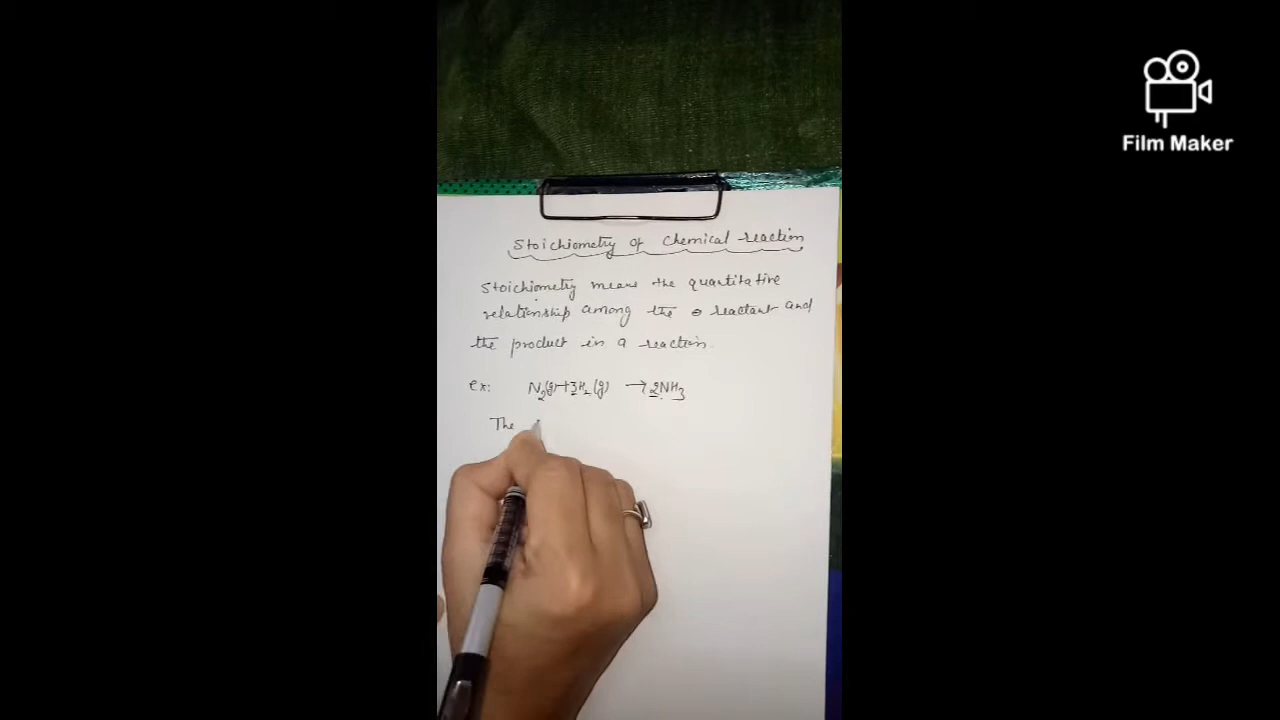 Film Maker
Stoichiometry of Chemical reaction
Stoichiometry means the quantitative
relationship among the reactant and
the product in a reaction.
ex: N2(g)+3H2(g) → 2NH3
The